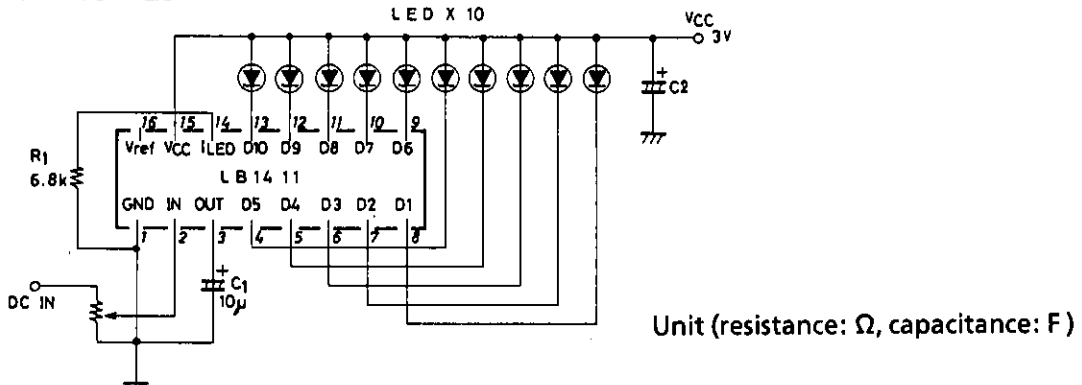 LED X 10
VCC
3V
+
C2
16 15 14 13 12 11 10 9
Vref VCC ILED D10 D9 D8 D7 D6
R1
6.8k
LB1411
GND IN OUT D5 D4 D3 D2 D1
1 2 3 4 5 6 7 8
+
C1
10μ
DC IN
Unit (resistance: Ω, capacitance: F)